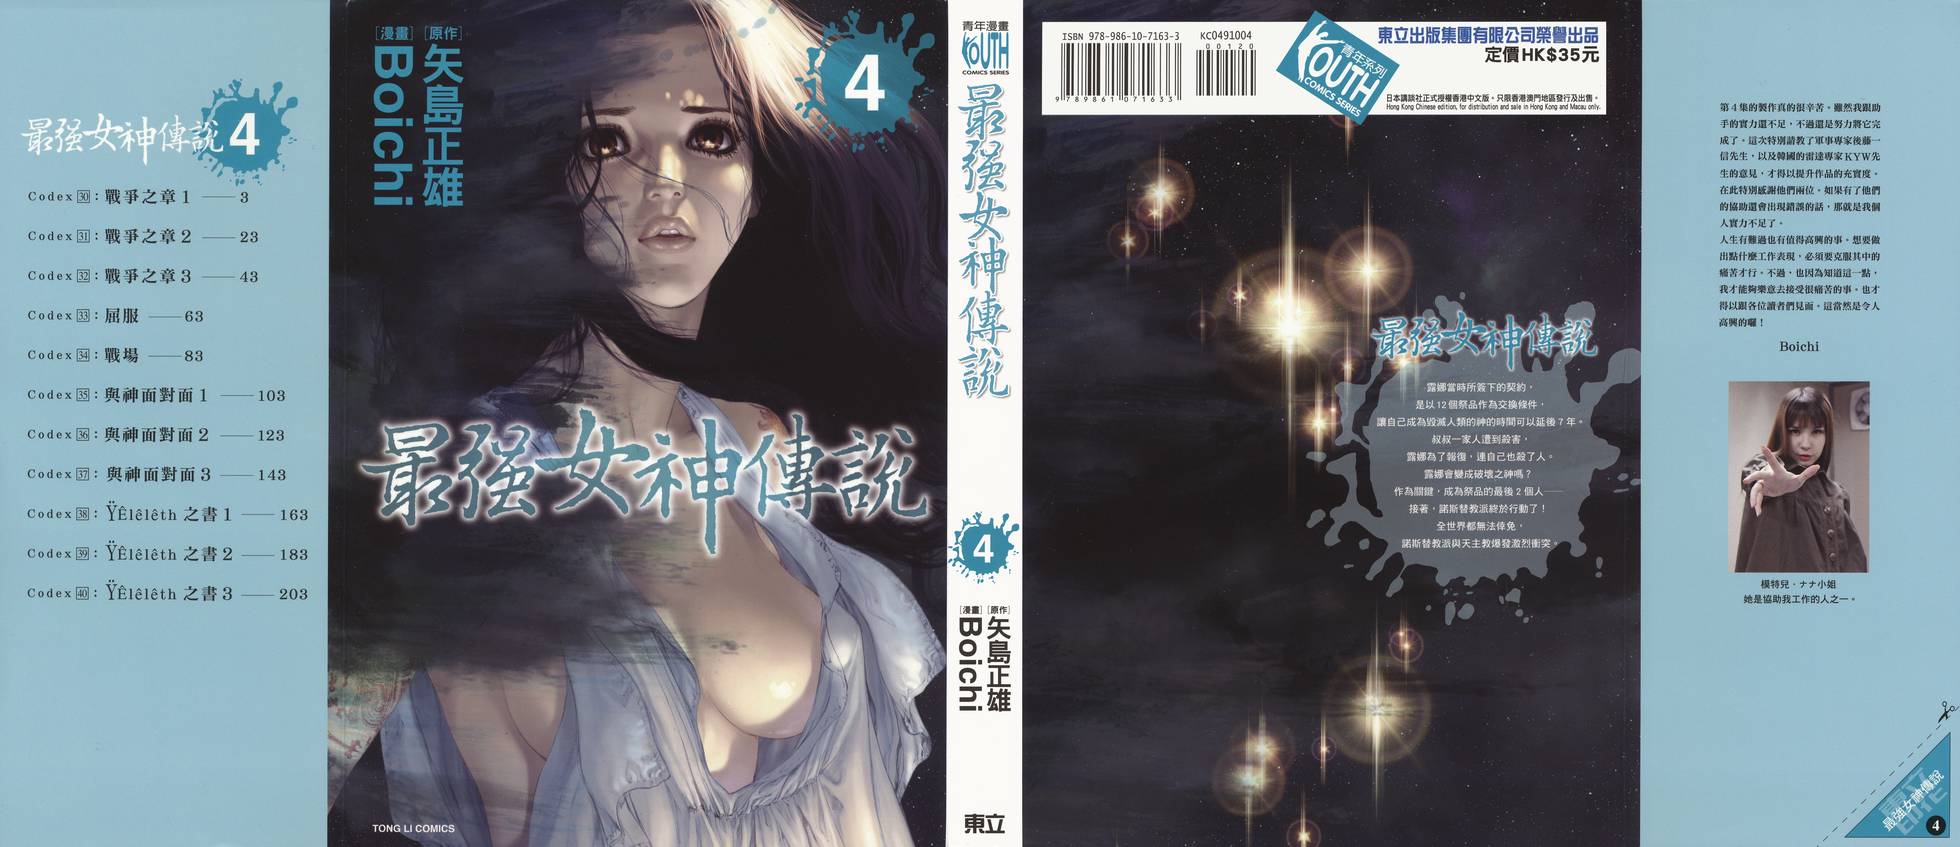 最强女神傳說 4
Codex 30：戰爭之章 1 —— 3
Codex 31：戰爭之章 2 —— 23
Codex 32：戰爭之章 3 —— 43
Codex 33：屈服 —— 63
Codex 34：戰場 —— 83
Codex 35：與神面對面 1 —— 103
Codex 36：與神面對面 2 —— 123
Codex 37：與神面對面 3 —— 143
Codex 38：ŸÊlêlêth 之書 1 —— 163
Codex 39：ŸÊlêlêth 之書 2 —— 183
Codex 40：ŸÊlêlêth 之書 3 —— 203
[原作]
矢島正雄
[漫畫]
Boichi
4
最强女神傳說
TONG LI COMICS
青年漫畫
YOUTH
COMICS SERIES
最强女神傳說
4
[原作]
矢島正雄
[漫畫]
Boichi
東立
ISBN 978-986-10-7163-3
9789861071633
KC0491004
00120
青年系列
YOUTH
COMICS SERIES
東立出版集團有限公司榮譽出品
定價HK$35元
日本講談社正式授權香港中文版。只限香港澳門地區發行及出售。
Hong Kong Chinese edition, for distribution and sale in Hong Kong and Macau only.
最强女神傳說
露娜當時所簽下的契約，
是以12個祭品作為交換條件，
讓自己成為毀滅人類的神的時間可以延後7年。
叔叔一家人遭到殺害，
露娜為了報復，連自己也殺了人。
露娜會變成破壞之神嗎？
作為關鍵，成為祭品的最後2個人——
接著，諾斯替教派終於行動了！
全世界都無法倖免，
諾斯替教派與天主教爆發激烈衝突。
第4集的製作真的很辛苦。雖然我跟助
手的實力還不足，不過還是努力將它完
成了。這次特別請教了軍事專家後藤一
信先生，以及韓國的雷達專家KYW先
生的意見，才得以提升作品的充實度。
在此特別感謝他們兩位。如果有了他們
的協助還會出現錯誤的話，那就是我個
人實力不足了。
人生有難過也有值得高興的事。想要做
出點什麼工作表現，必須要克服其中的
痛苦才行。不過，也因為知道這一點，
我才能夠樂意去接受很痛苦的事。也才
得以跟各位讀者們見面。這當然是令人
高興的囉！
Boichi
模特兒．ナナ小姐
她是協助我工作的人之一。
最強女神傳說
4